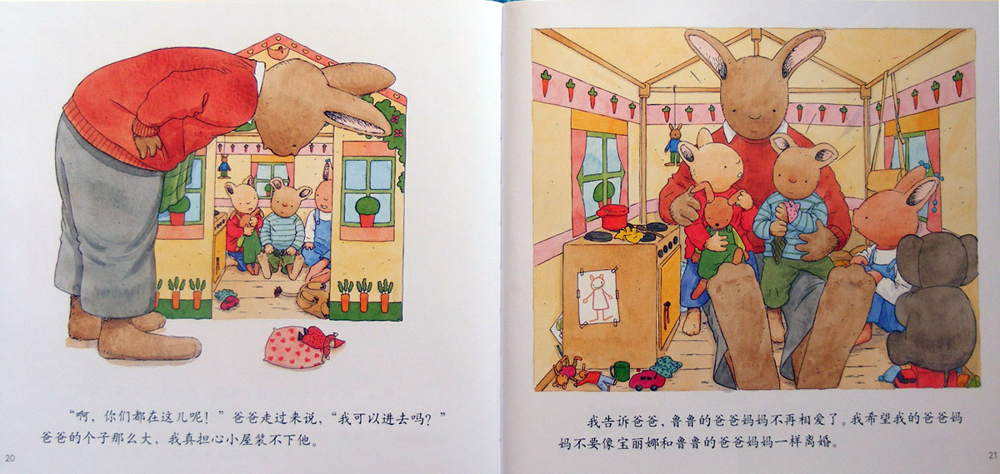 “啊，你们都在这儿呢！”爸爸走过来说，“我可以进去吗？”
爸爸的个子那么大，我真担心小屋装不下他。
20
我告诉爸爸，鲁鲁的爸爸妈妈不再相爱了。我希望我的爸爸妈
妈不要像宝丽娜和鲁鲁的爸爸妈妈一样离婚。
21